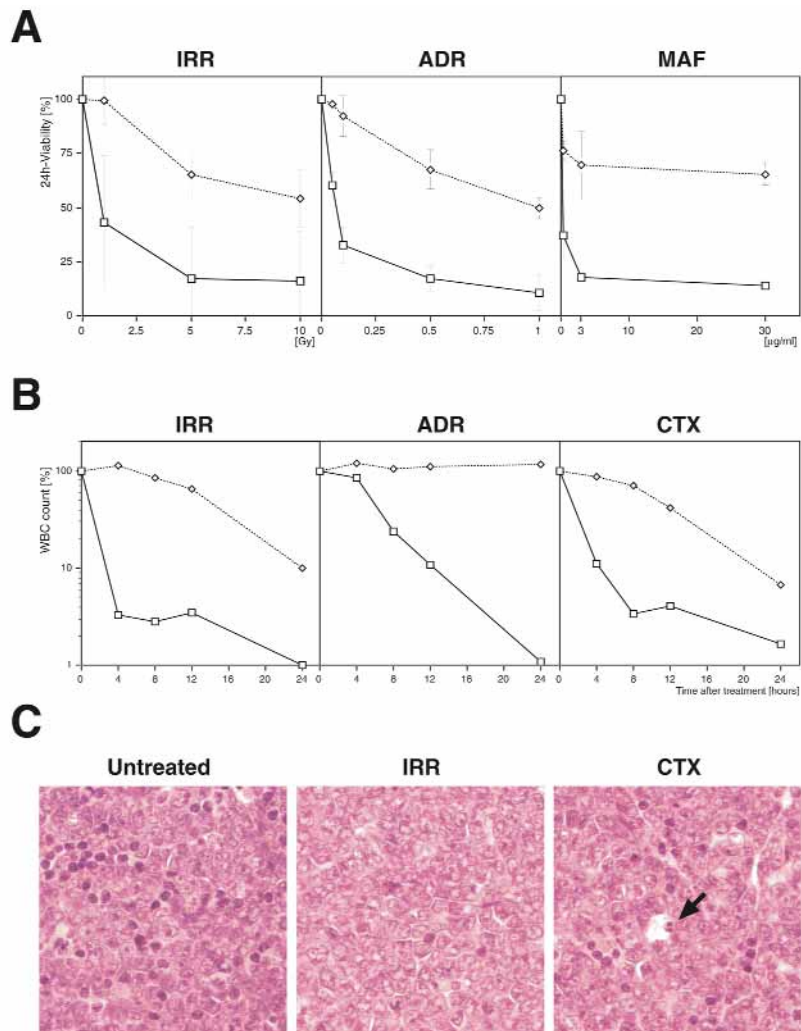 A
IRR ADR MAF
24h-Viability [%]
100
75
50
25
0
0 2.5 5 7.5 10 0 0.25 0.5 0.75 1 0 3 10 20 30
[Gy] [µg/ml]
B
IRR ADR CTX
WBC count [%]
100
10
1
0 4 8 12 16 20 24 0 4 8 12 16 20 24 0 4 8 12 16 20 24
Time after treatment [hours]
C
Untreated IRR CTX